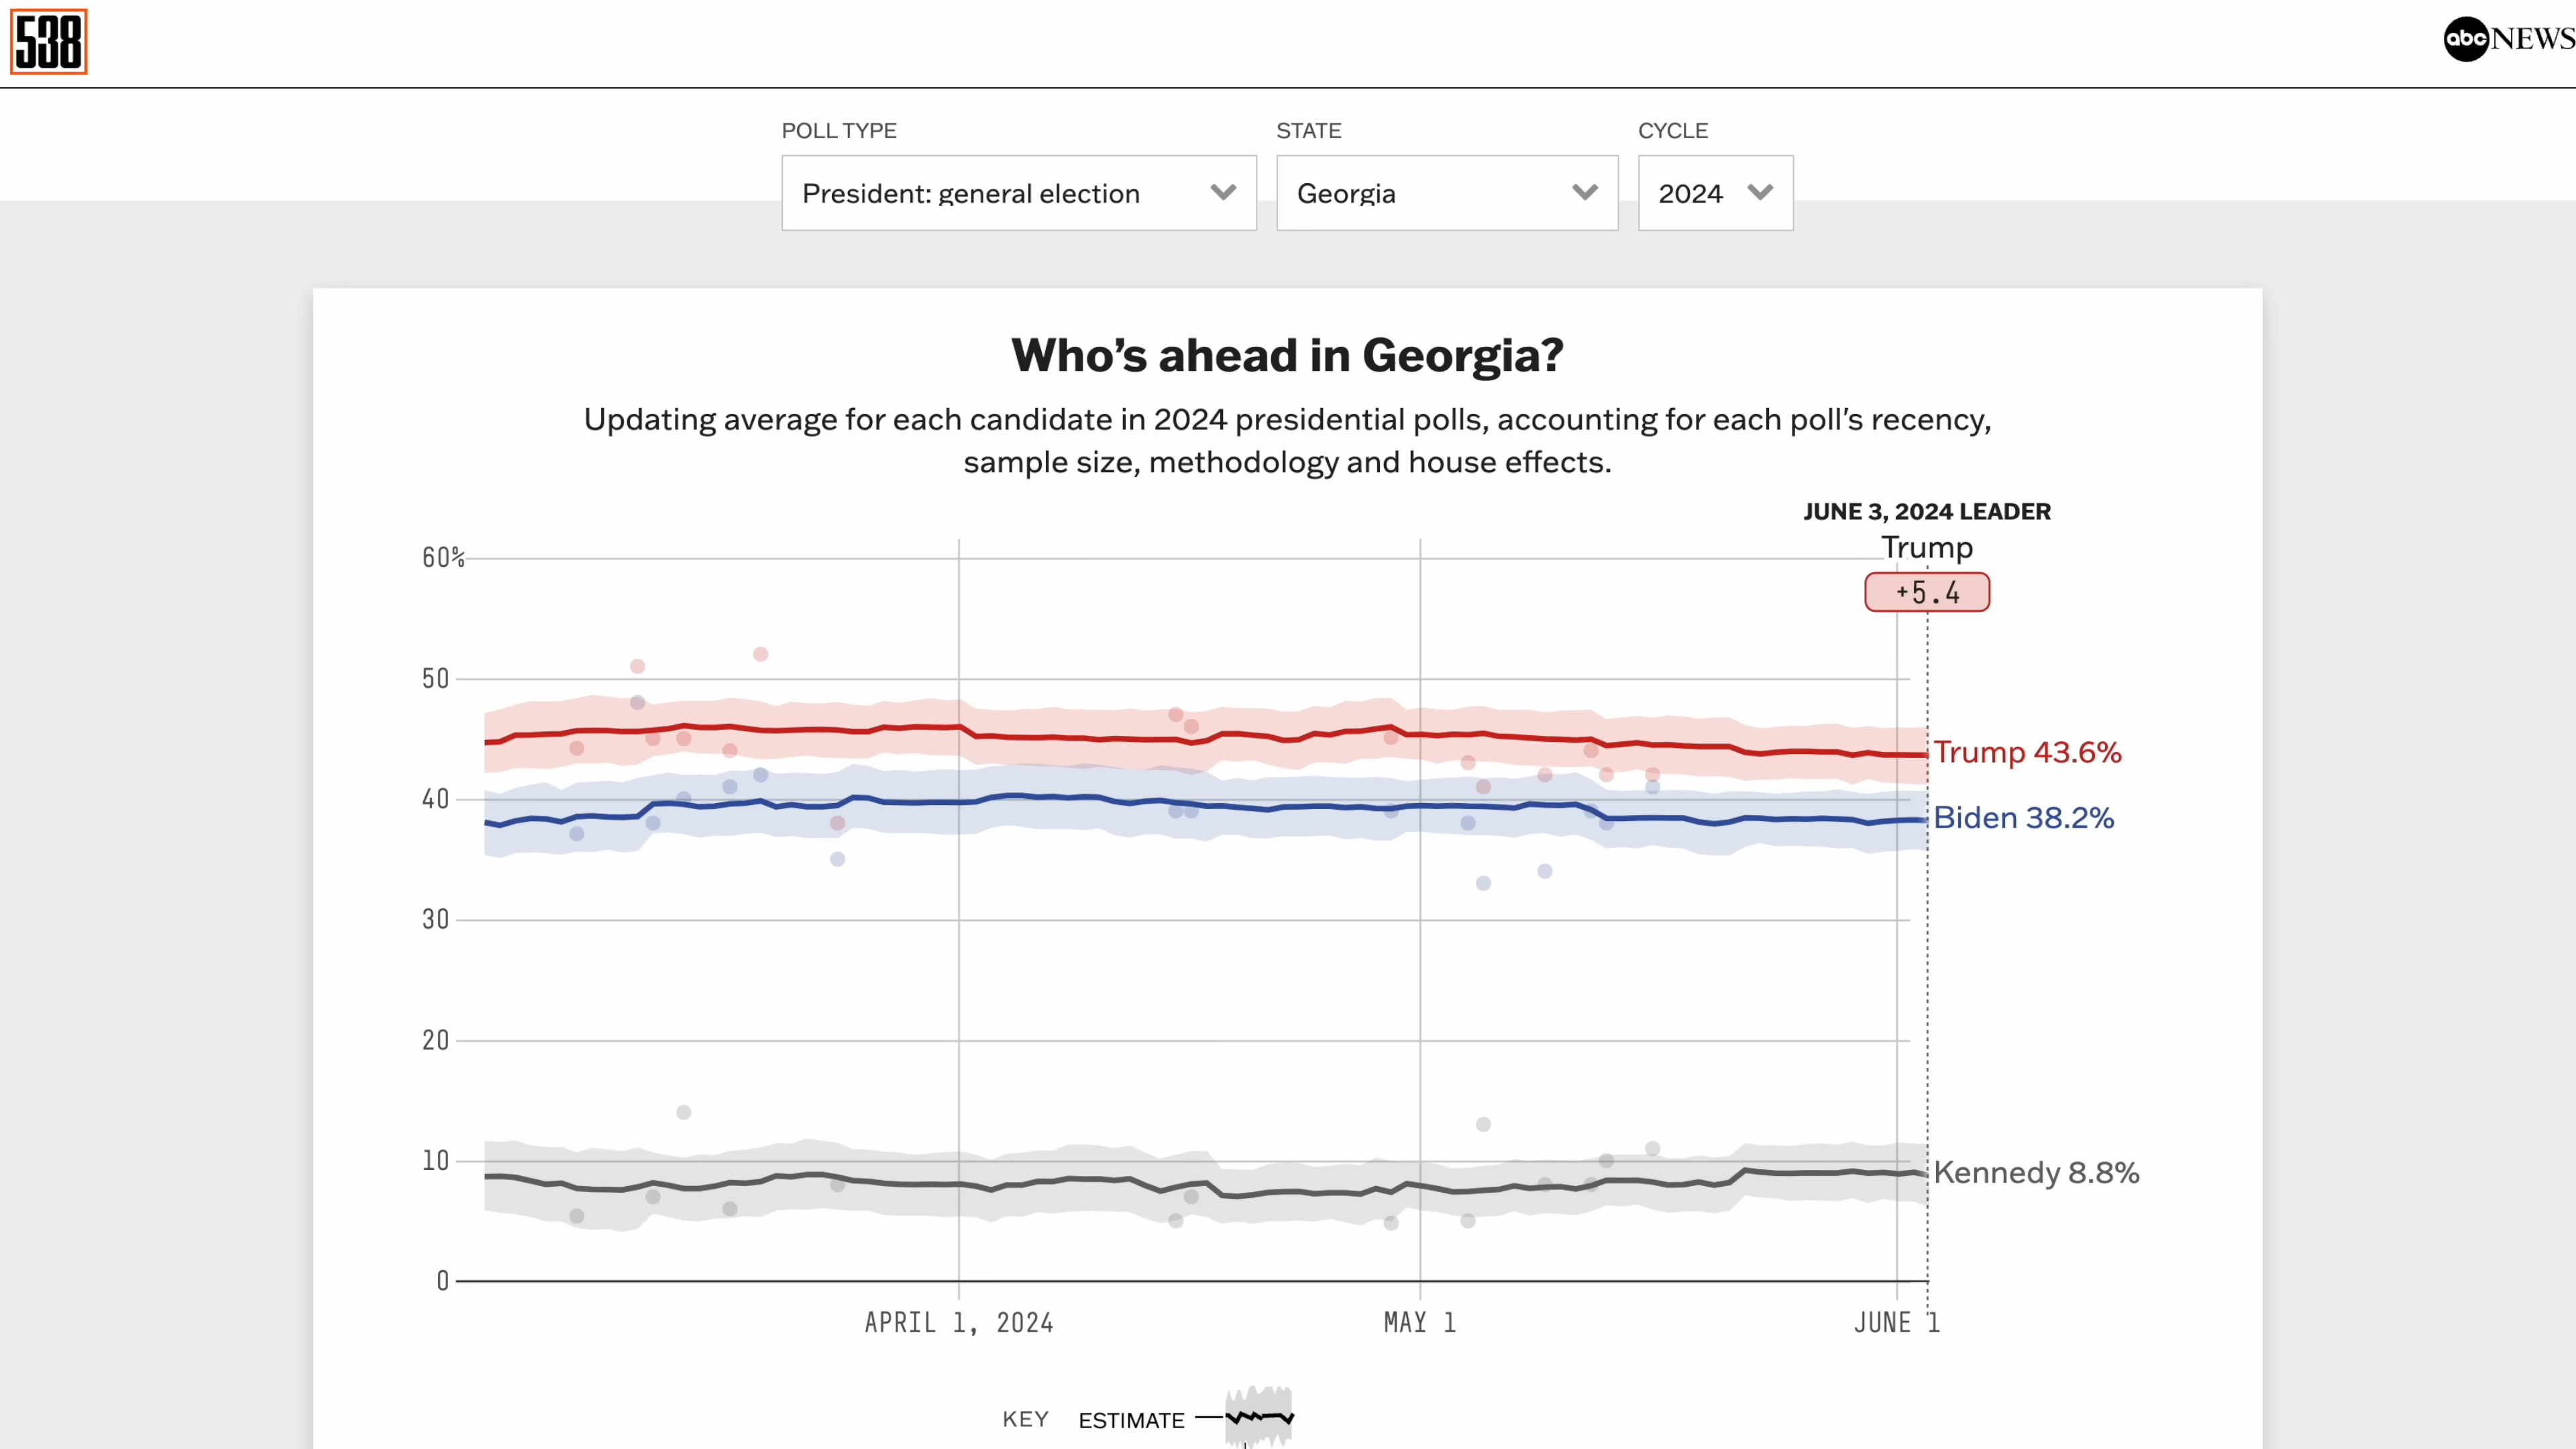 538
abc NEWS
POLL TYPE
STATE
CYCLE
President: general election
Georgia
2024
Who’s ahead in Georgia?
Updating average for each candidate in 2024 presidential polls, accounting for each poll’s recency,
sample size, methodology and house effects.
JUNE 3, 2024 LEADER
Trump
+5.4
60%
50
40
30
20
10
0
Trump 43.6%
Biden 38.2%
Kennedy 8.8%
APRIL 1, 2024
MAY 1
JUNE 1
KEY
ESTIMATE